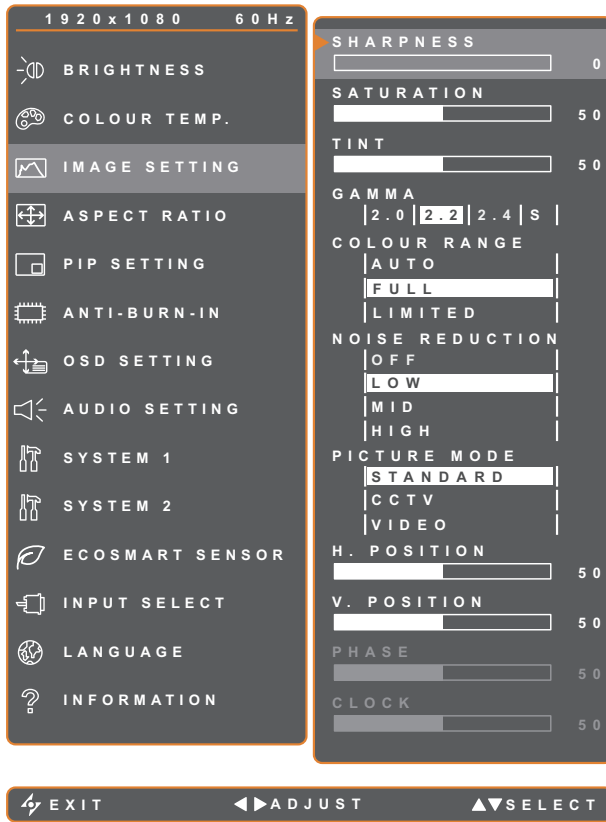 1920x1080 60Hz
BRIGHTNESS
COLOUR TEMP.
IMAGE SETTING
ASPECT RATIO
PIP SETTING
ANTI-BURN-IN
OSD SETTING
AUDIO SETTING
SYSTEM 1
SYSTEM 2
ECOSMART SENSOR
INPUT SELECT
LANGUAGE
INFORMATION
SHARPNESS
0
SATURATION
50
TINT
50
GAMMA
2.0 2.2 2.4 S
COLOUR RANGE
AUTO
FULL
LIMITED
NOISE REDUCTION
OFF
LOW
MID
HIGH
PICTURE MODE
STANDARD
CCTV
VIDEO
H. POSITION
50
V. POSITION
50
PHASE
50
CLOCK
50
EXIT ADJUST SELECT